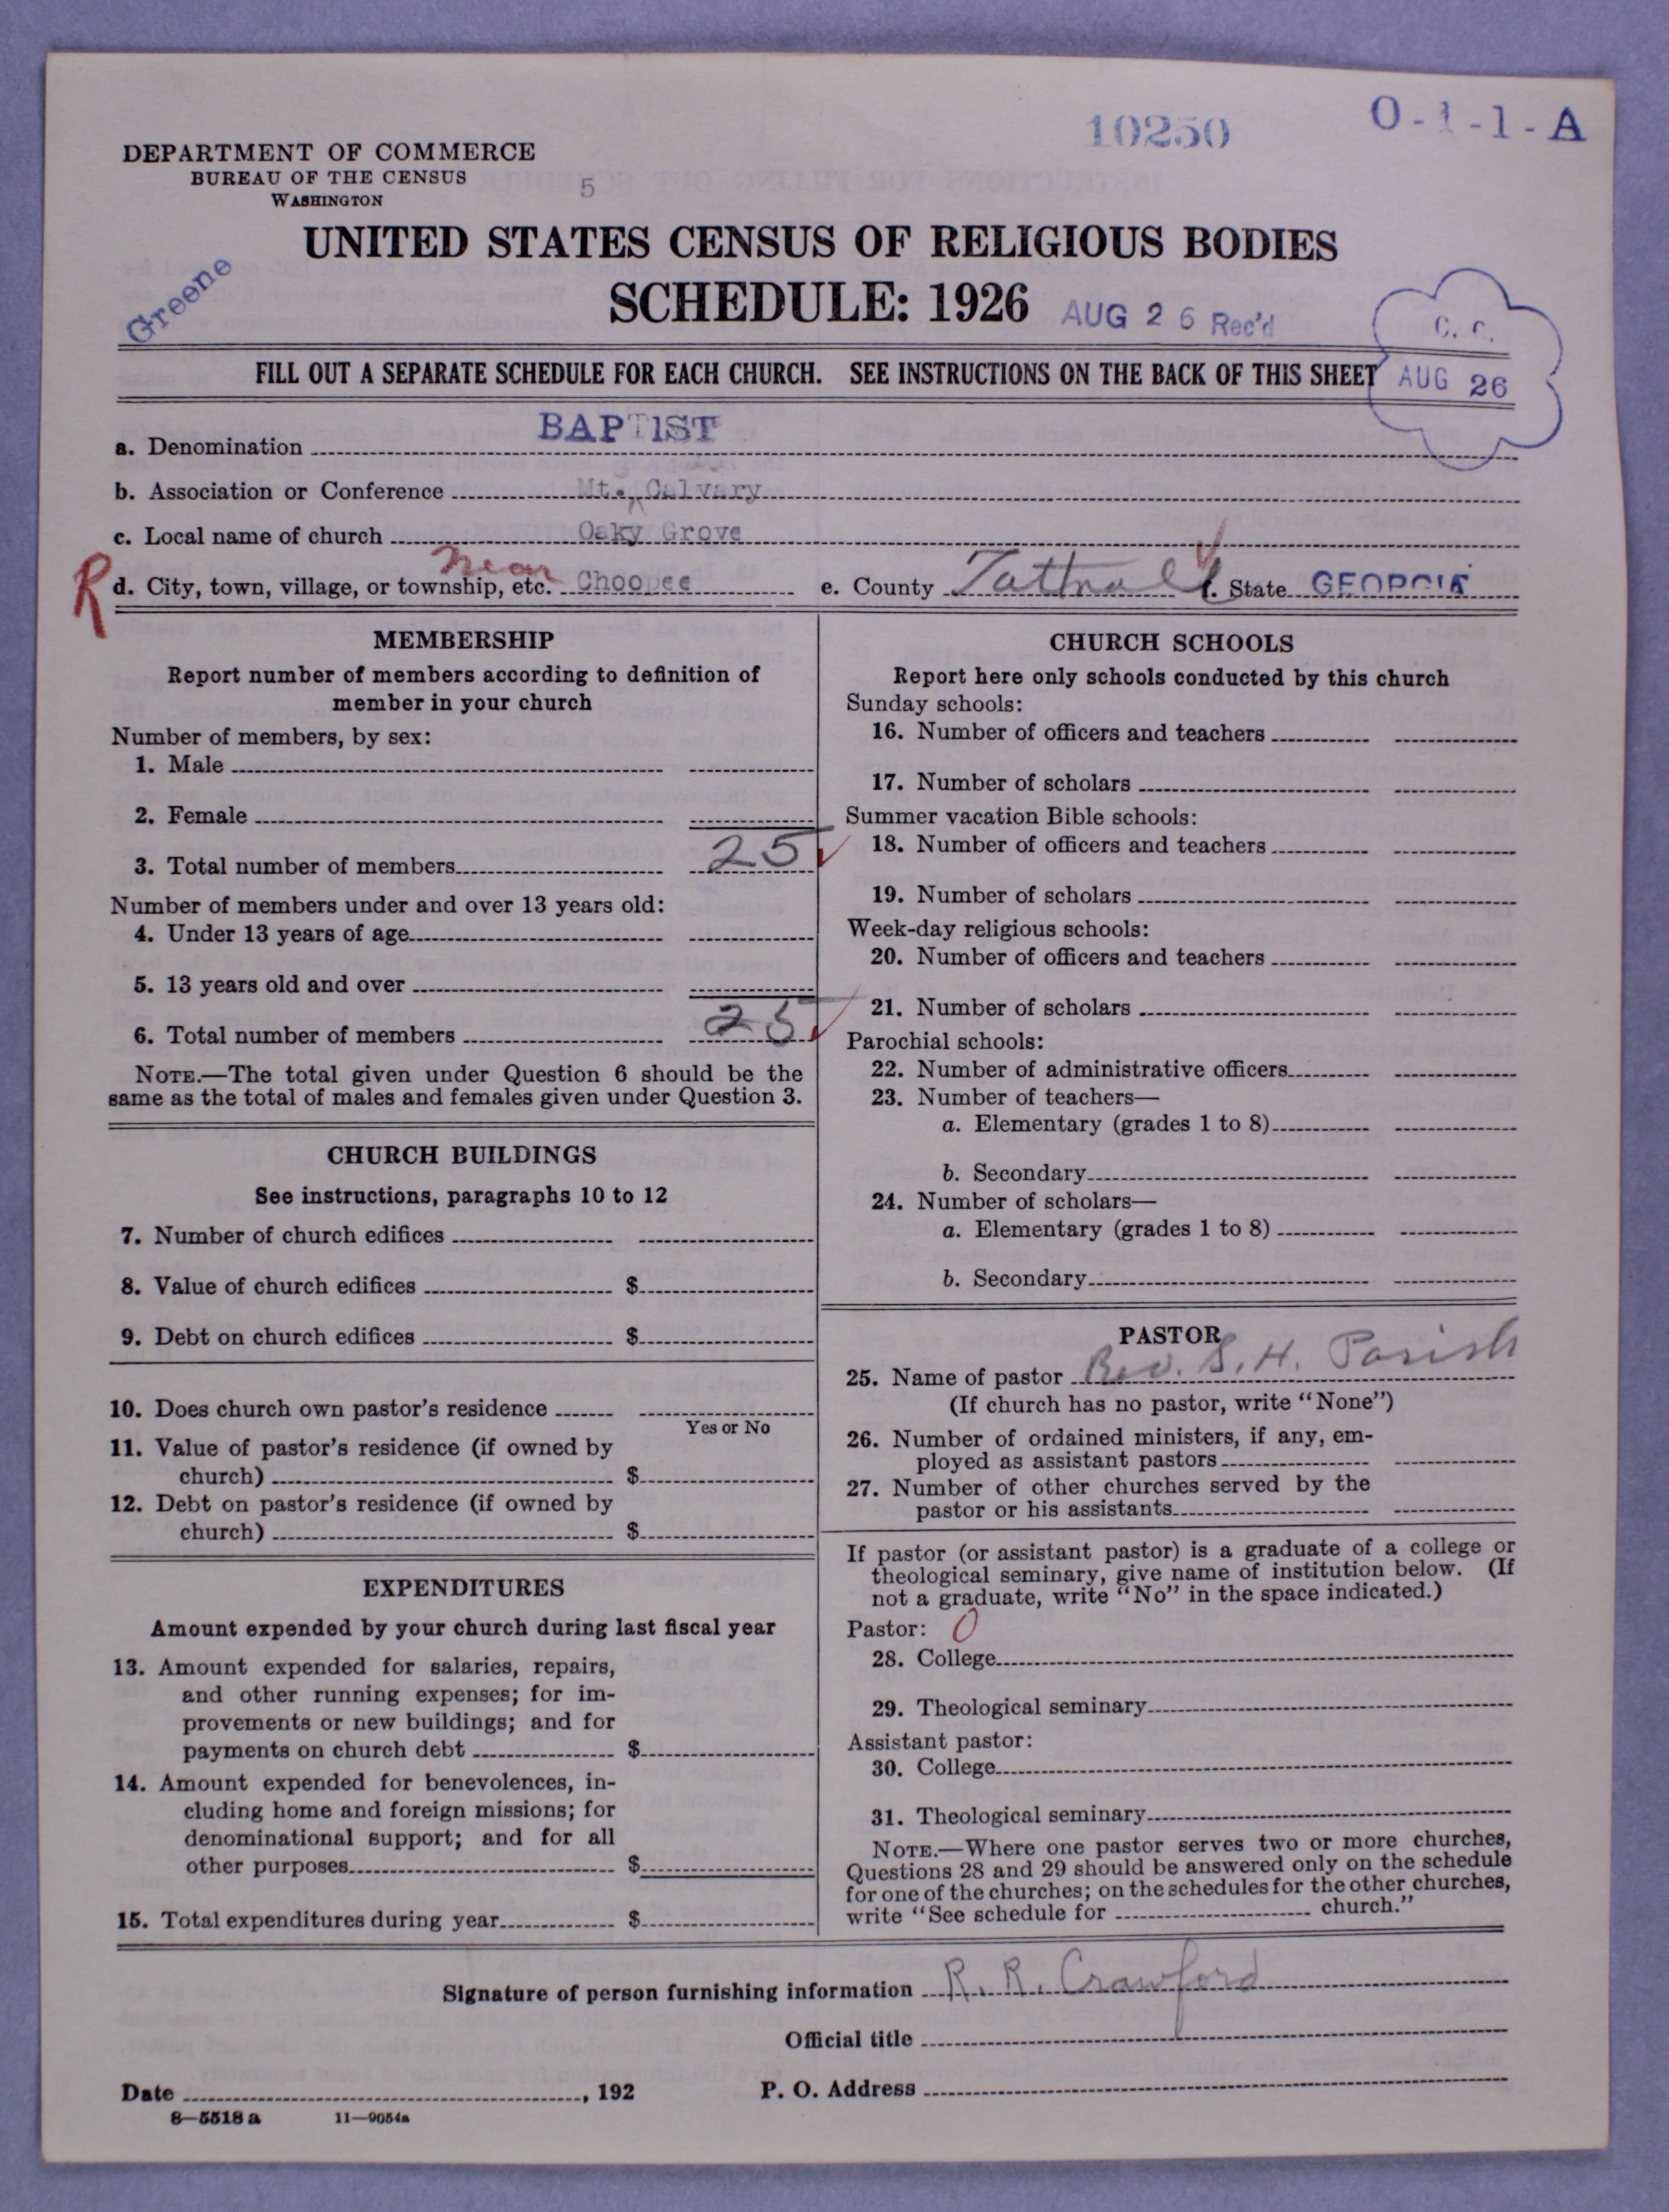 10250
O-1-1-A
DEPARTMENT OF COMMERCE
BUREAU OF THE CENSUS
WASHINGTON
5
UNITED STATES CENSUS OF RELIGIOUS BODIES
Greene
SCHEDULE: 1926
AUG 26 Rec'd
C. C.
AUG 26
FILL OUT A SEPARATE SCHEDULE FOR EACH CHURCH. SEE INSTRUCTIONS ON THE BACK OF THIS SHEET
a. Denomination BAPTIST
b. Association or Conference Mt. Calvary
c. Local name of church Oaky Grove
R d. City, town, village, or township, etc. near Choopee e. County Tattnall f. State GEORGIA
MEMBERSHIP
Report number of members according to definition of
member in your church
Number of members, by sex:
1. Male
2. Female
3. Total number of members 25
Number of members under and over 13 years old:
4. Under 13 years of age
5. 13 years old and over
6. Total number of members 25
NOTE.—The total given under Question 6 should be the
same as the total of males and females given under Question 3.
CHURCH BUILDINGS
See instructions, paragraphs 10 to 12
7. Number of church edifices
8. Value of church edifices $
9. Debt on church edifices $
10. Does church own pastor's residence
Yes or No
11. Value of pastor's residence (if owned by
church) $
12. Debt on pastor's residence (if owned by
church) $
EXPENDITURES
Amount expended by your church during last fiscal year
13. Amount expended for salaries, repairs,
and other running expenses; for im-
provements or new buildings; and for
payments on church debt $
14. Amount expended for benevolences, in-
cluding home and foreign missions; for
denominational support; and for all
other purposes $
15. Total expenditures during year $
CHURCH SCHOOLS
Report here only schools conducted by this church
Sunday schools:
16. Number of officers and teachers
17. Number of scholars
Summer vacation Bible schools:
18. Number of officers and teachers
19. Number of scholars
Week-day religious schools:
20. Number of officers and teachers
21. Number of scholars
Parochial schools:
22. Number of administrative officers
23. Number of teachers—
a. Elementary (grades 1 to 8)
b. Secondary
24. Number of scholars—
a. Elementary (grades 1 to 8)
b. Secondary
PASTOR
25. Name of pastor Rev. S. H. Parish
(If church has no pastor, write "None")
26. Number of ordained ministers, if any, em-
ployed as assistant pastors
27. Number of other churches served by the
pastor or his assistants
If pastor (or assistant pastor) is a graduate of a college or
theological seminary, give name of institution below. (If
not a graduate, write "No" in the space indicated.)
Pastor: 0
28. College
29. Theological seminary
Assistant pastor:
30. College
31. Theological seminary
NOTE.—Where one pastor serves two or more churches,
Questions 28 and 29 should be answered only on the schedule
for one of the churches; on the schedules for the other churches,
write "See schedule for church."
Signature of person furnishing information R. R. Crawford
Official title
Date , 192 P. O. Address
8—5518 a 11—9054a